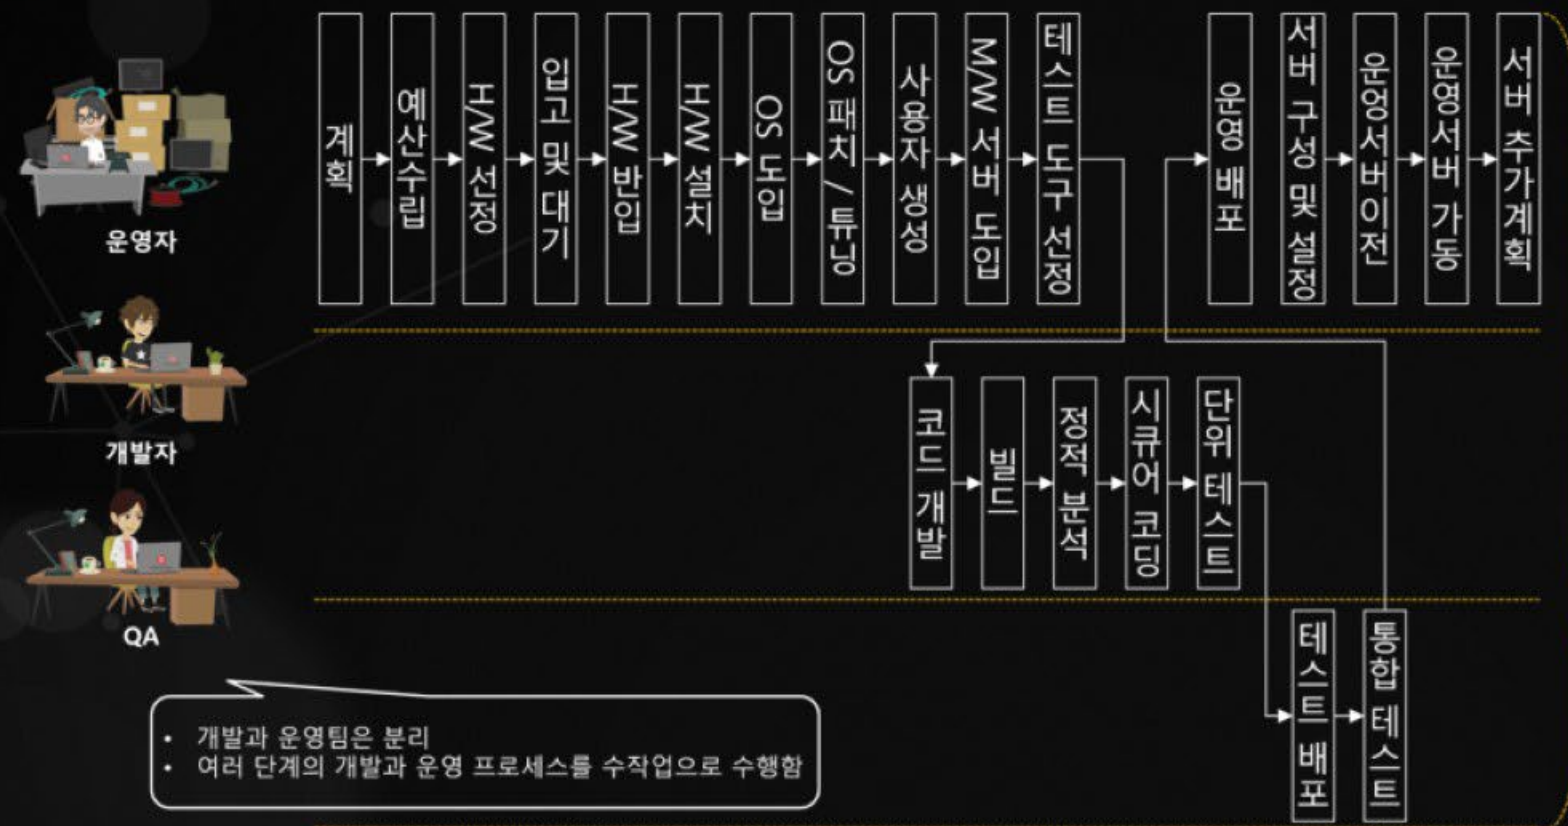 계획
예산수립
H/W 선정
입고 및 대기
H/W 반입
H/W 설치
OS 도입
OS 패치 / 튜닝
사용자 생성
M/W 서버 도입
테스트 도구 선정
운영 배포
서버 구성 및 설정
운영서버이전
운영서버 가동
서버 추가계획
운영자
코드 개발
빌드
정적 분석
시큐어 코딩
단위 테스트
개발자
테스트 배포
통합 테스트
QA
• 개발과 운영팀은 분리
• 여러 단계의 개발과 운영 프로세스를 수작업으로 수행함